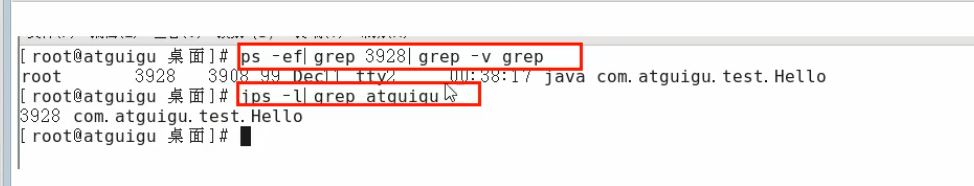 [root@atguigu 桌面]# ps -ef| grep 3928| grep -v grep
root 3928 3908 99 Dec11 tty2 00:38:17 java com.atguigu.test.Hello
[root@atguigu 桌面]# jps -l| grep atguigu
3928 com.atguigu.test.Hello
[root@atguigu 桌面]#